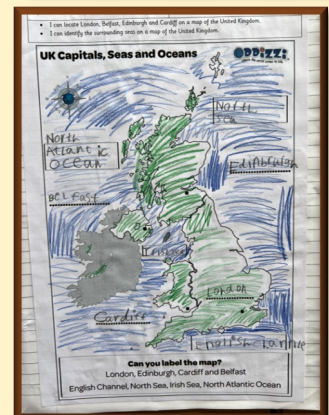 I can locate London, Belfast, Edinburgh and Cardiff on a map of the United Kingdom.
I can identify the surrounding seas on a map of the United Kingdom.
UK Capitals, Seas and Oceans
ODDIZZI
North
Sea
North
Atlantic
Ocean
Edinbrugh
Belfast
London
Cardiff
Can you label the map?
London, Edinburgh, Cardiff and Belfast
English Channel, North Sea, Irish Sea, North Atlantic Ocean